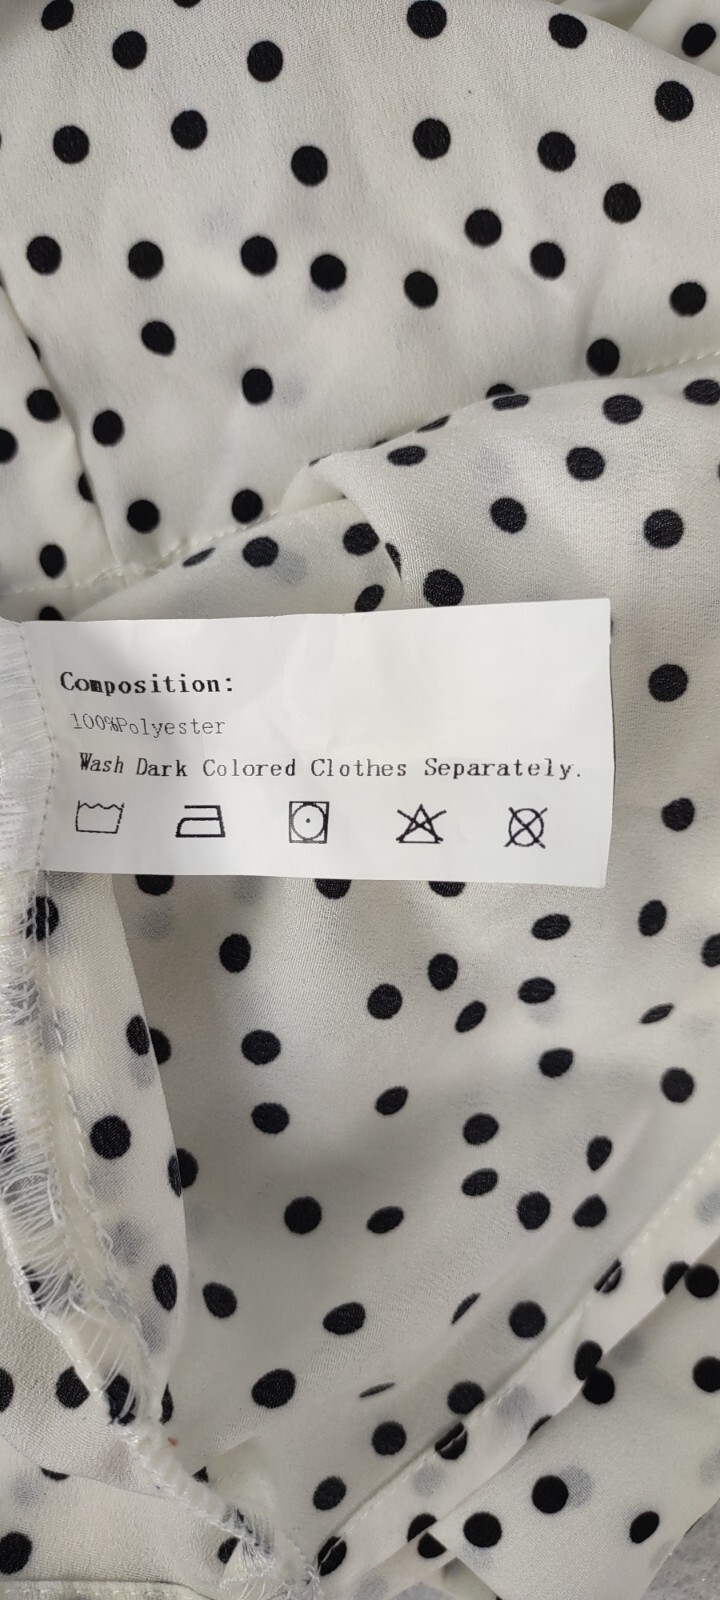 Composition:
100%Polyester
Wash Dark Colored Clothes Separately.